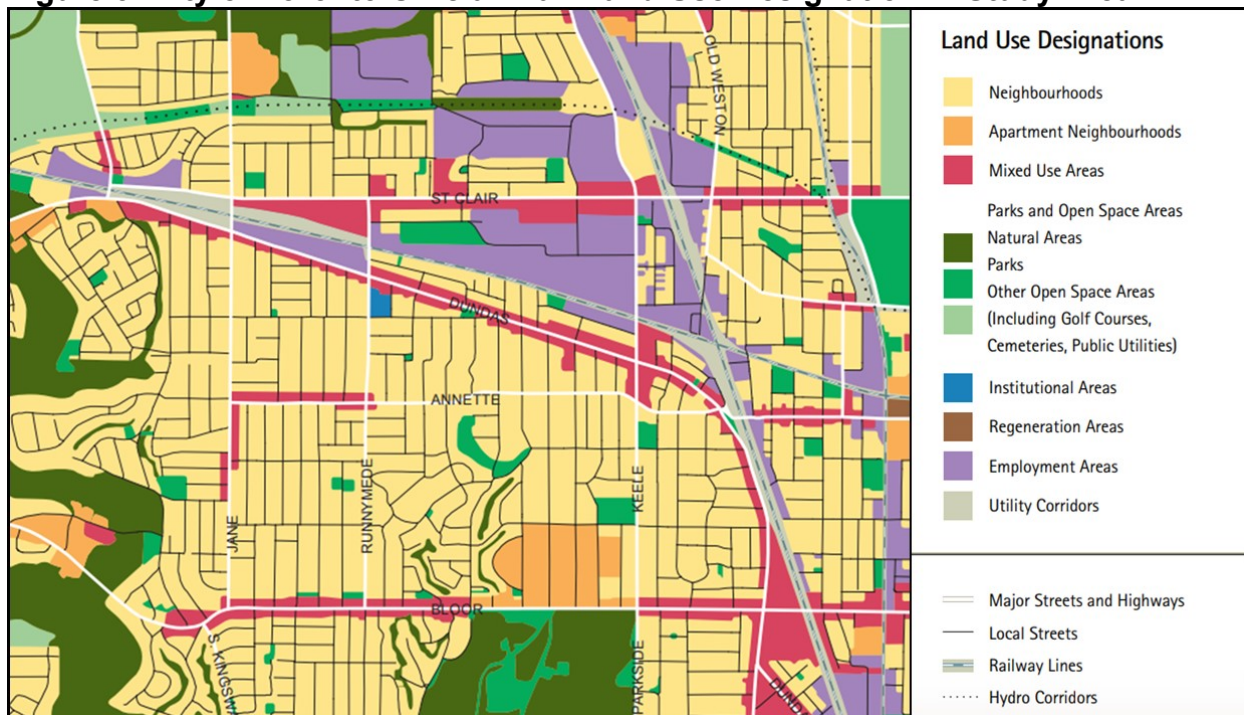 OLD WESTON
ST CLAIR
DUNDAS
ANNETTE
RUNNYMEDE
KEELE
JANE
BLOOR
S. KINGSWA
PARKSIDE
DUNDA
Land Use Designations
Neighbourhoods
Apartment Neighbourhoods
Mixed Use Areas
Parks and Open Space Areas
Natural Areas
Parks
Other Open Space Areas
(Including Golf Courses,
Cemeteries, Public Utilities)
Institutional Areas
Regeneration Areas
Employment Areas
Utility Corridors
Major Streets and Highways
Local Streets
Railway Lines
Hydro Corridors